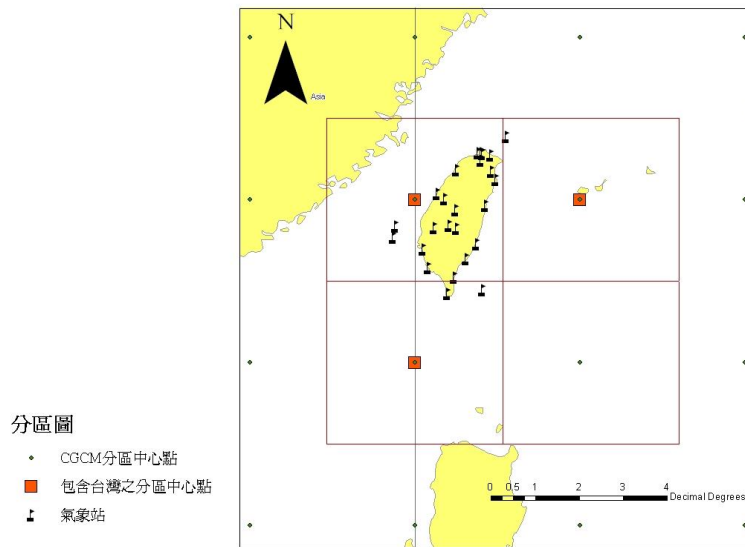 N
Asia
分區圖
CGCM分區中心點
包含台灣之分區中心點
氣象站
0 0.5 1 2 3 4
Decimal Degrees